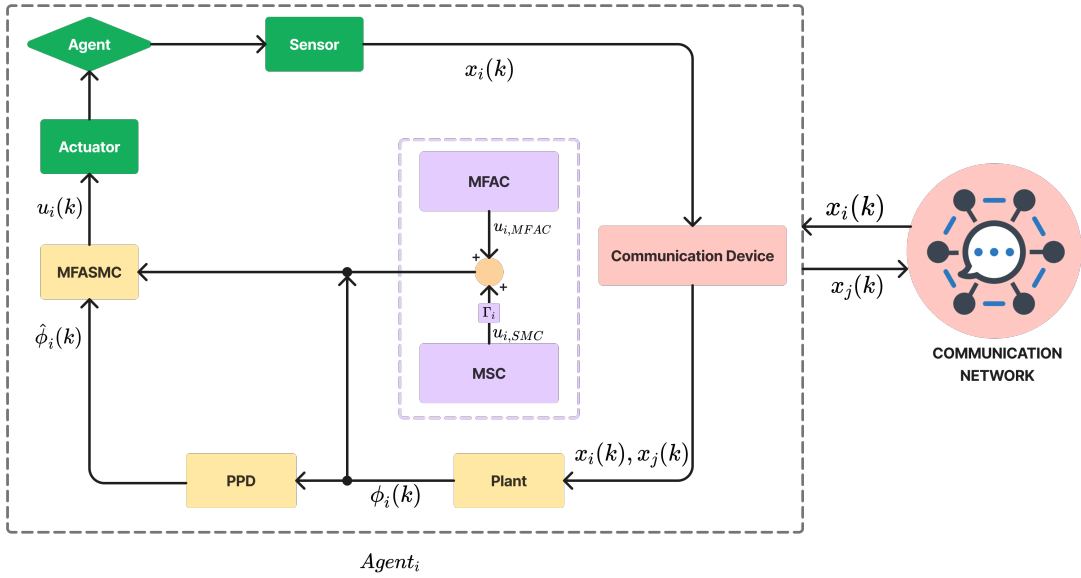 Agent
Sensor
x_i(k)
Actuator
MFAC
u_i(k)
u_{i,MFAC}
x_i(k)
Communication Device
+
MFASMC
+
x_j(k)
Γ_i
\hat{ϕ}_i(k)
u_{i,SMC}
COMMUNICATION
NETWORK
MSC
x_i(k), x_j(k)
PPD
Plant
ϕ_i(k)
Agent_i